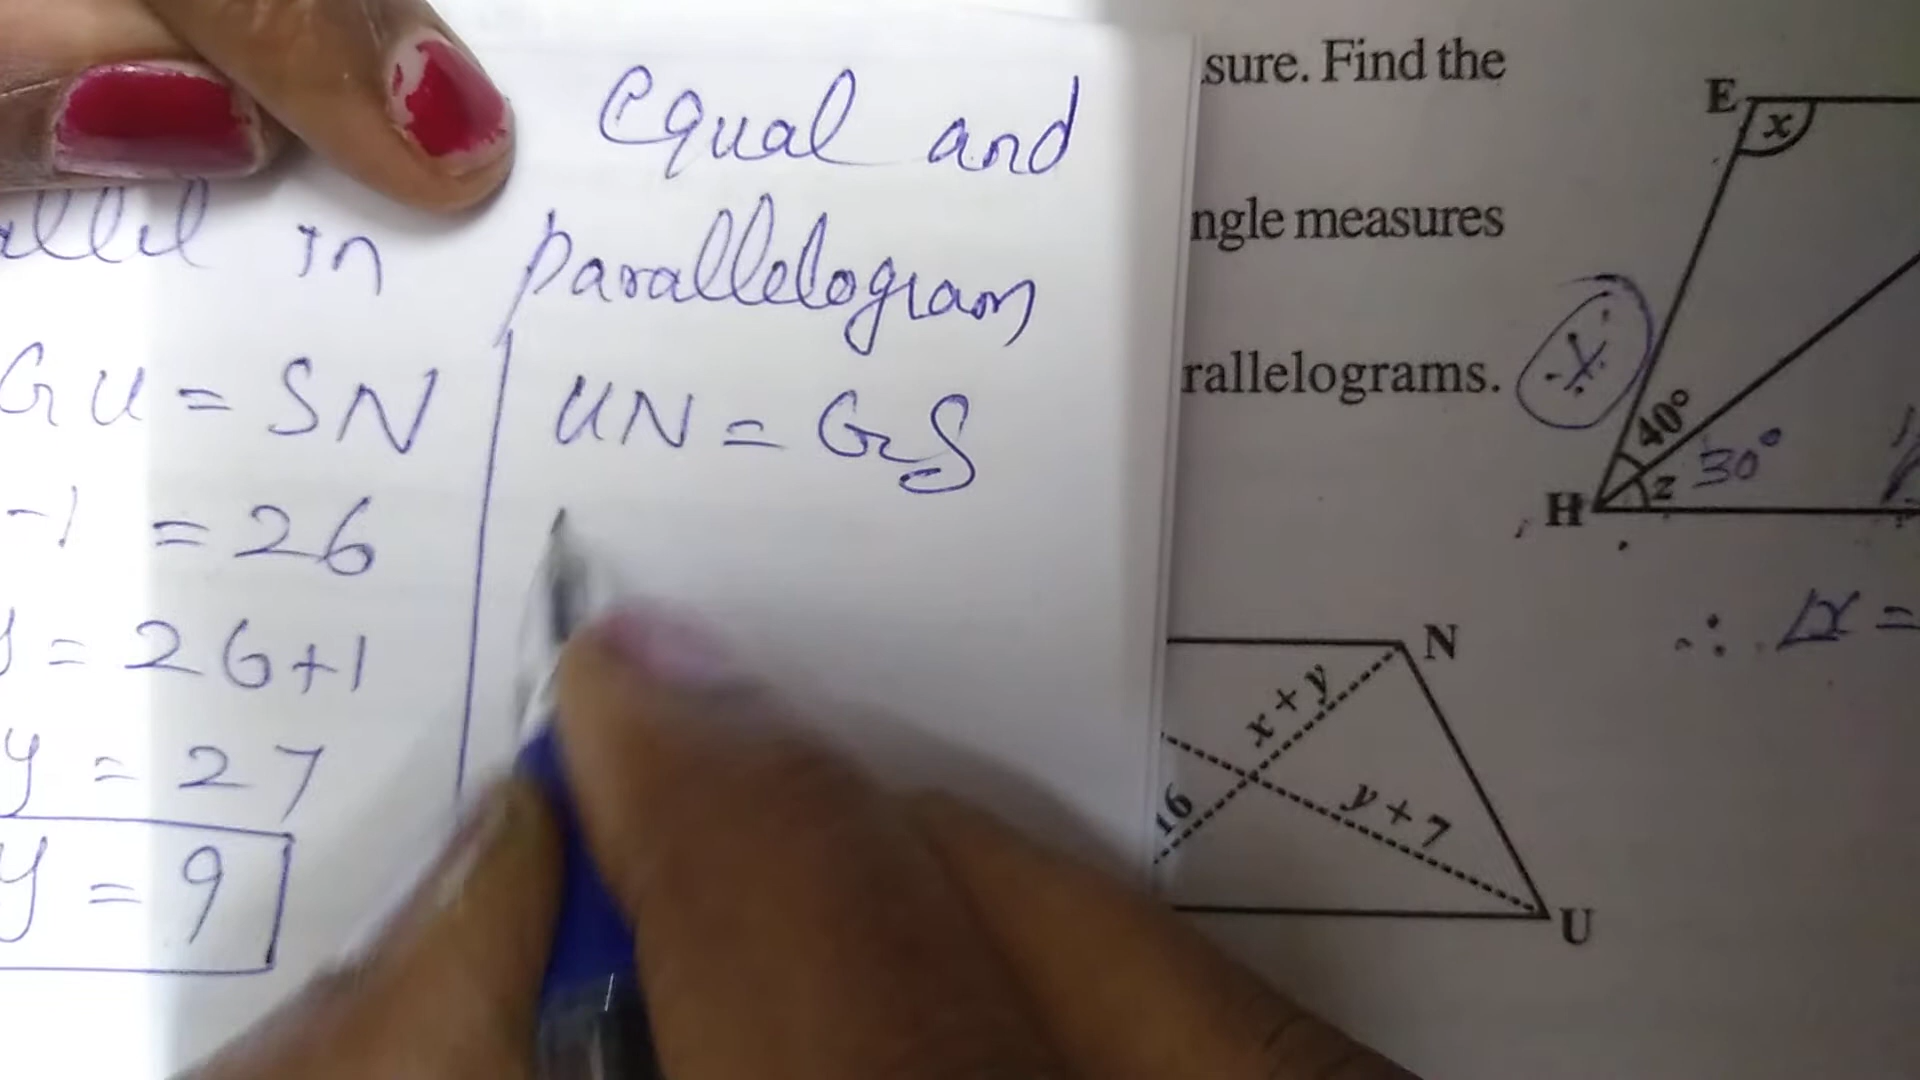 equal and
in parallelogram
GU = SN
-1 = 26
= 26+1
y = 27
y = 9
UN = GS
sure. Find the
ngle measures
rallelograms.
E
x
40°
H
z
30°
∴ ∠x =
N
x + y
16
y + 7
U